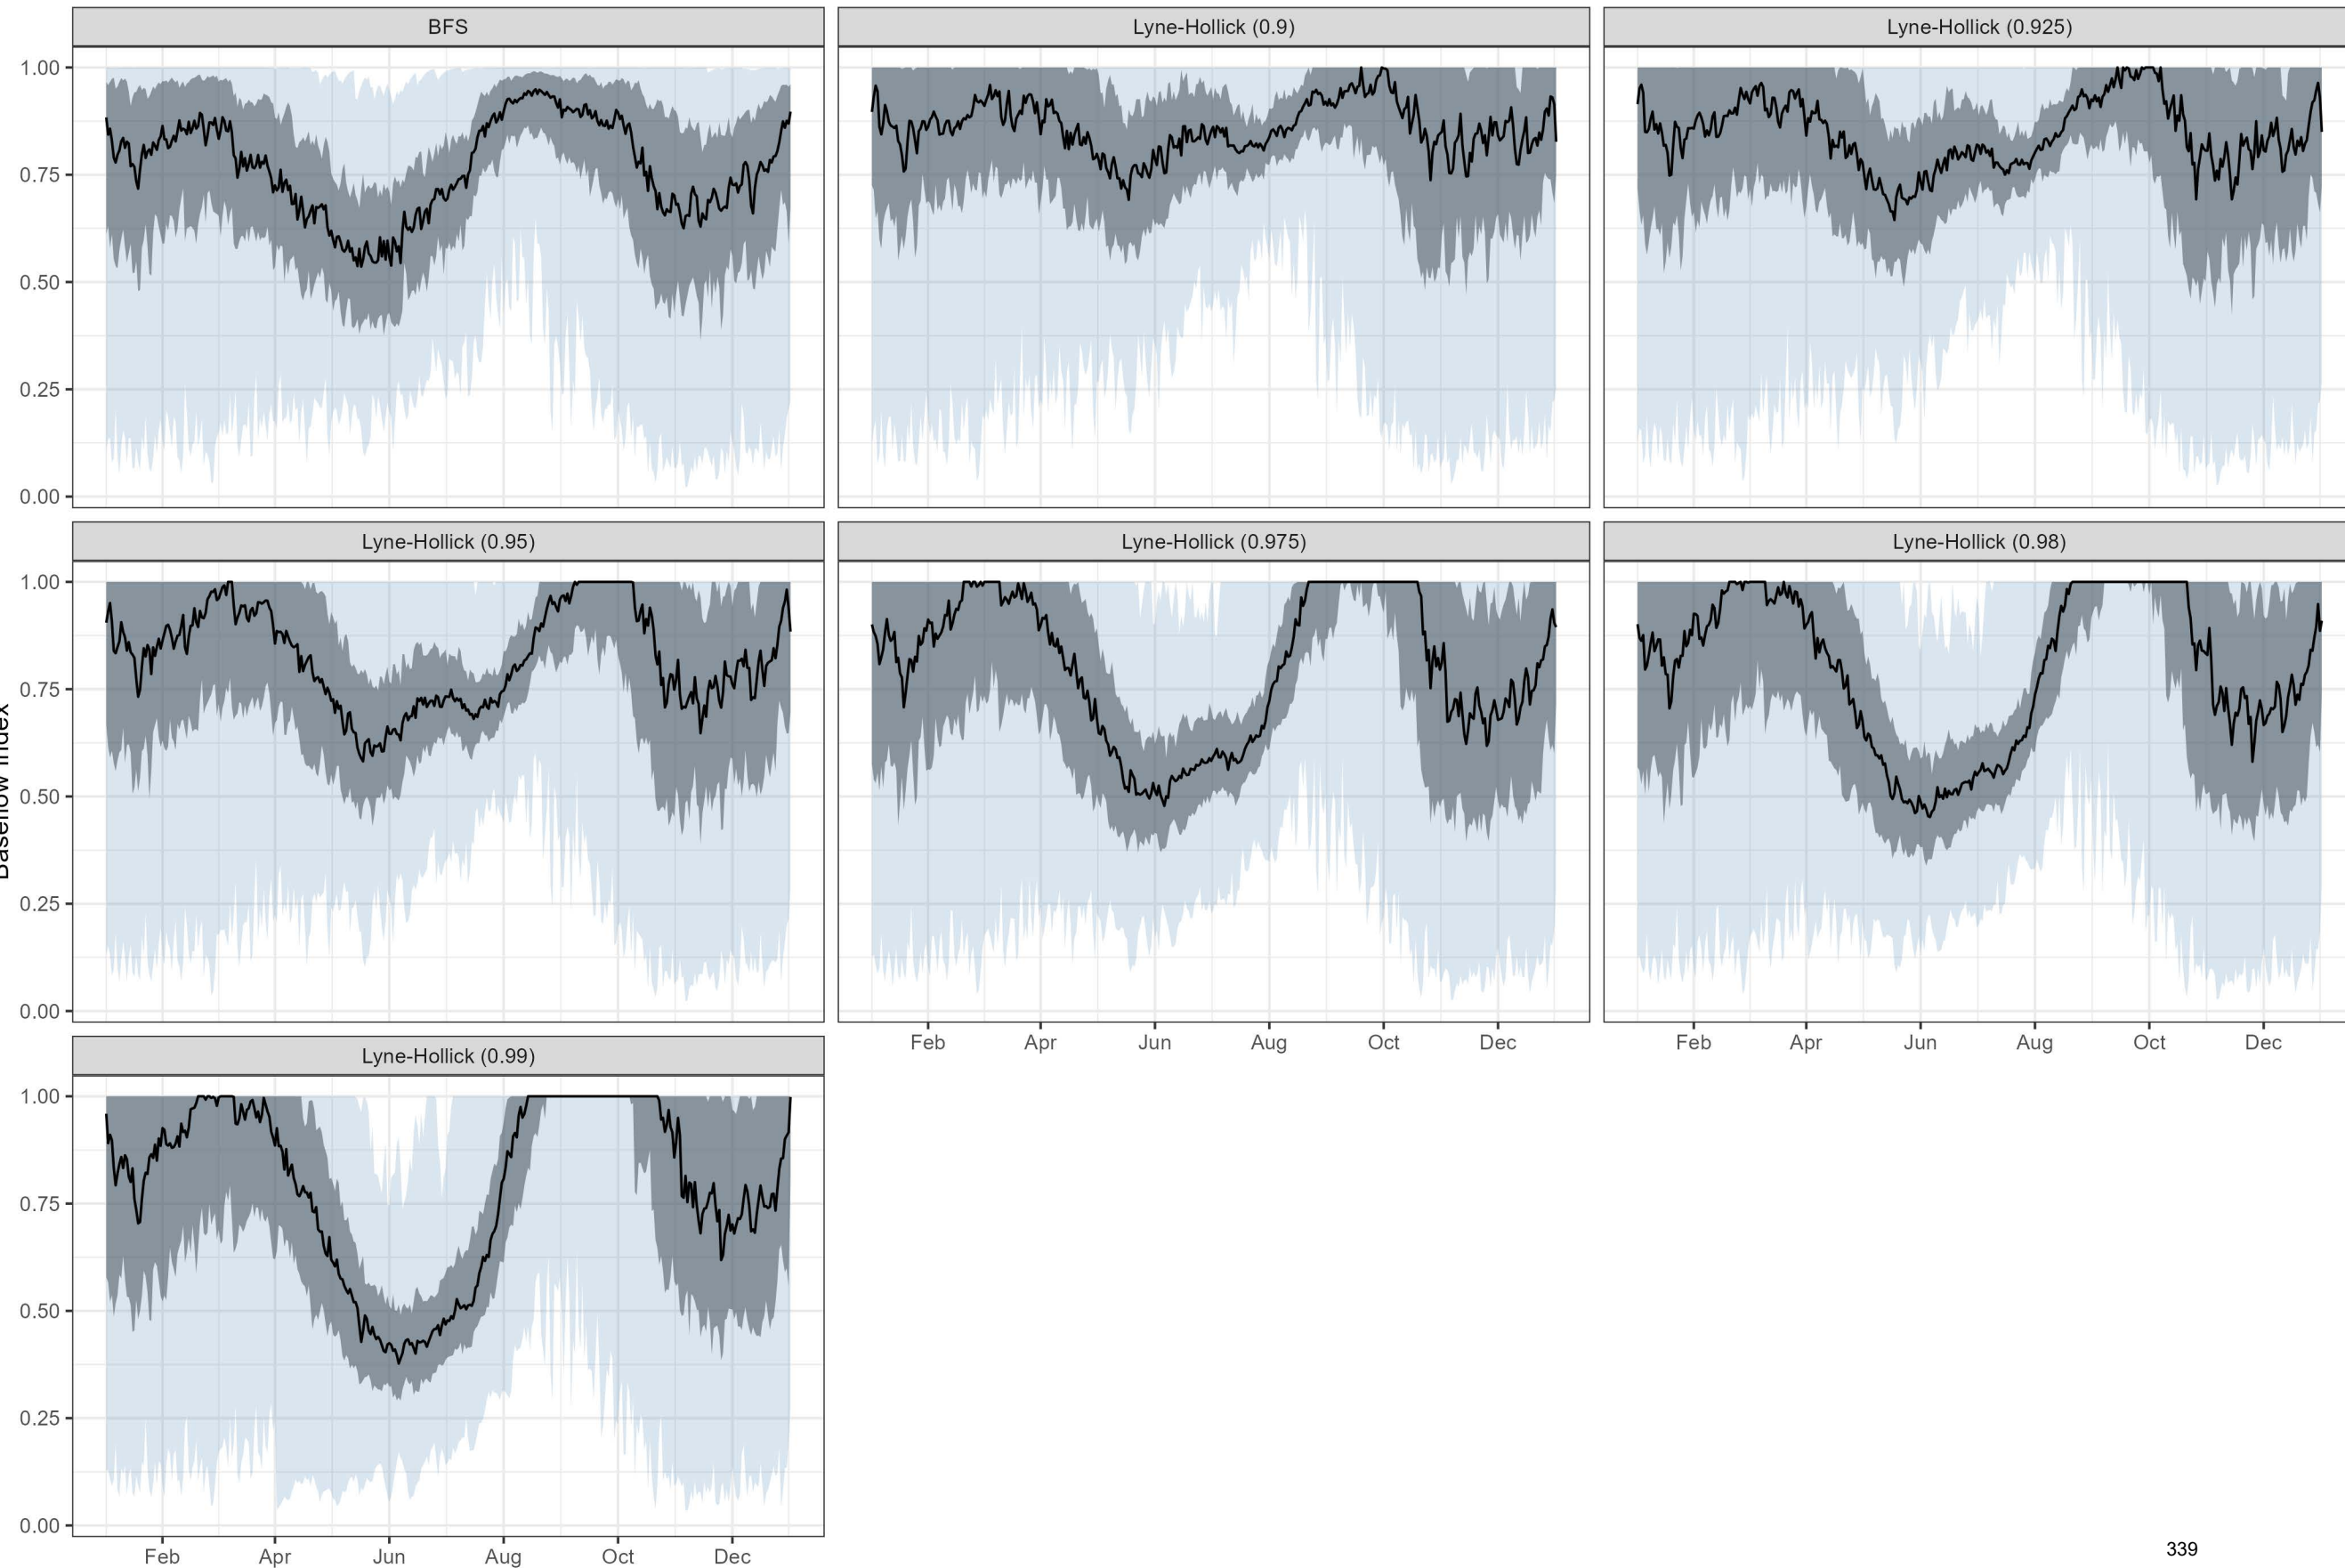 BFS
Lyne-Hollick (0.9)
Lyne-Hollick (0.925)
1.00
0.75
0.50
0.25
0.00
Lyne-Hollick (0.95)
Lyne-Hollick (0.975)
Lyne-Hollick (0.98)
1.00
0.75
0.50
0.25
0.00
Baseflow Index
Feb Apr Jun Aug Oct Dec
Feb Apr Jun Aug Oct Dec
Lyne-Hollick (0.99)
1.00
0.75
0.50
0.25
0.00
Feb Apr Jun Aug Oct Dec
339